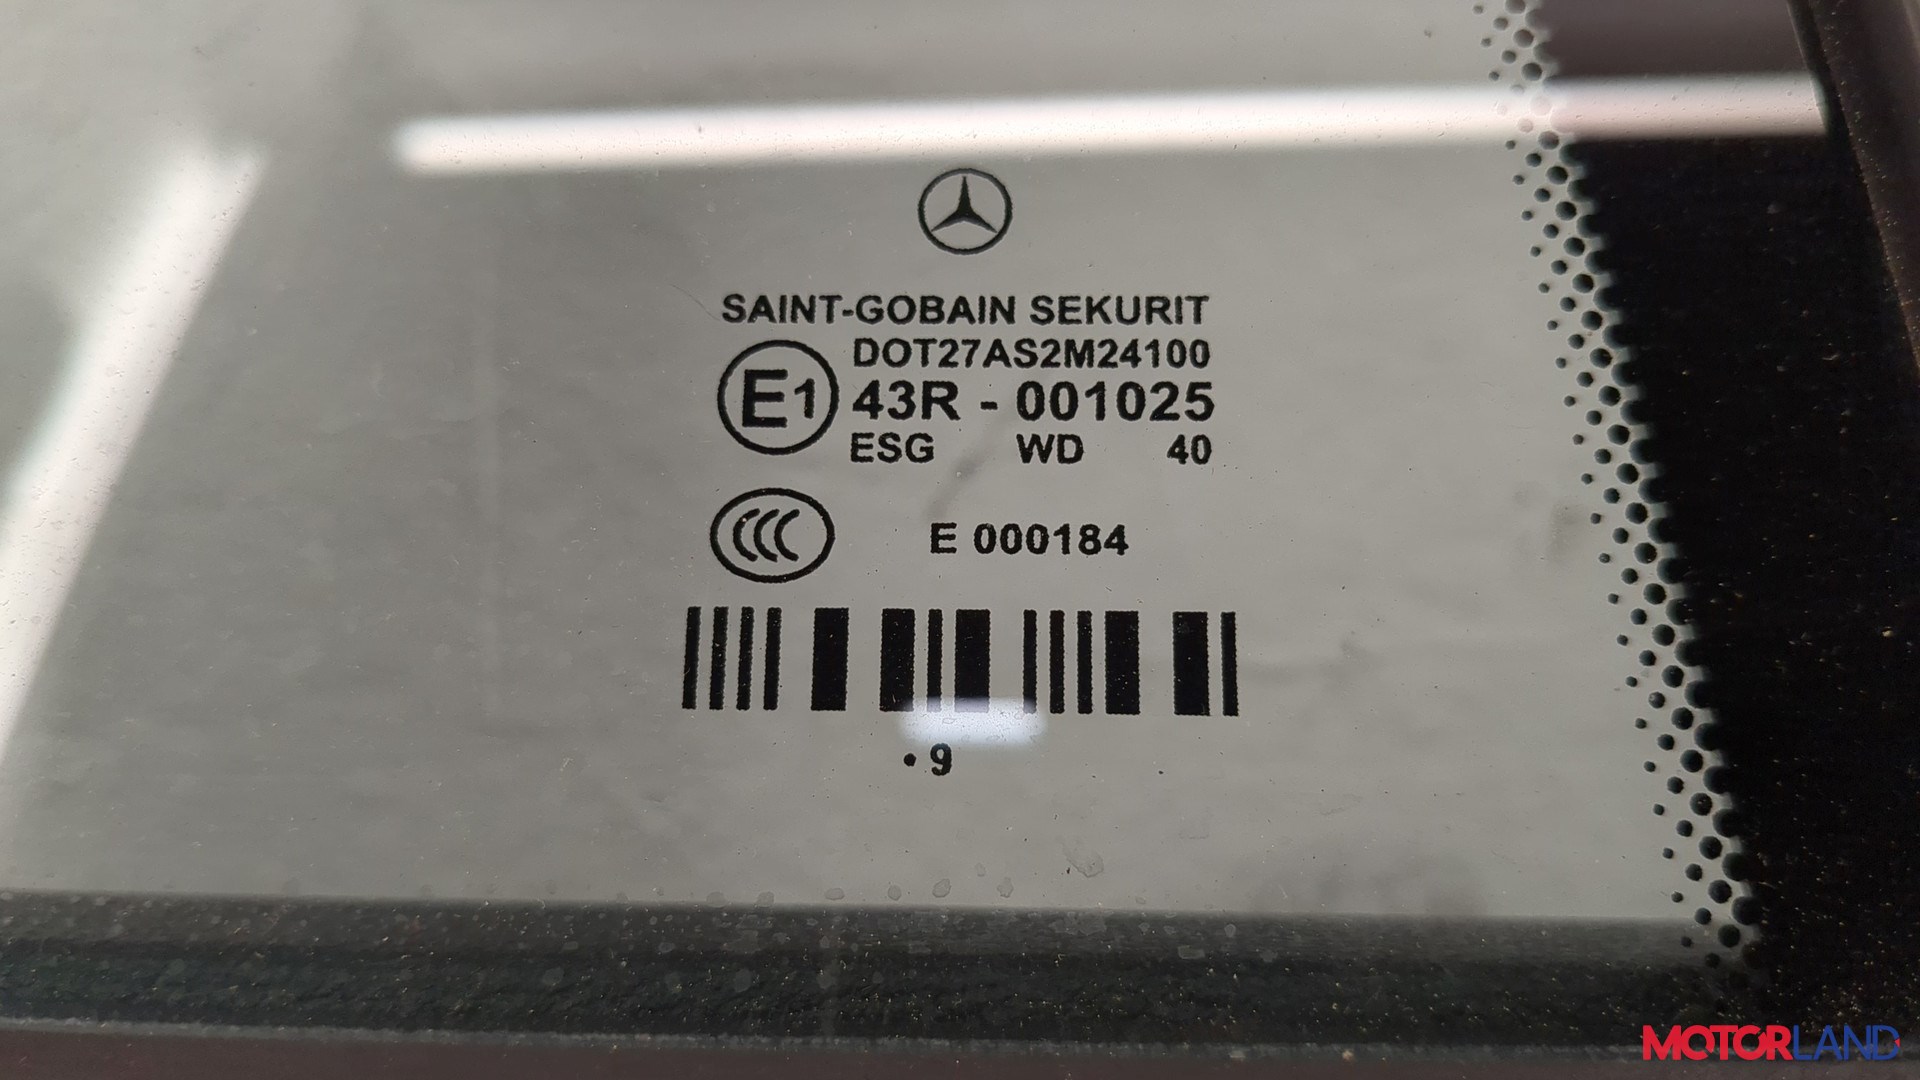 SAINT-GOBAIN SEKURIT
DOT27AS2M24100
E1 43R - 001025
ESG WD 40
CCC E 000184
• 9
MOTORLAND